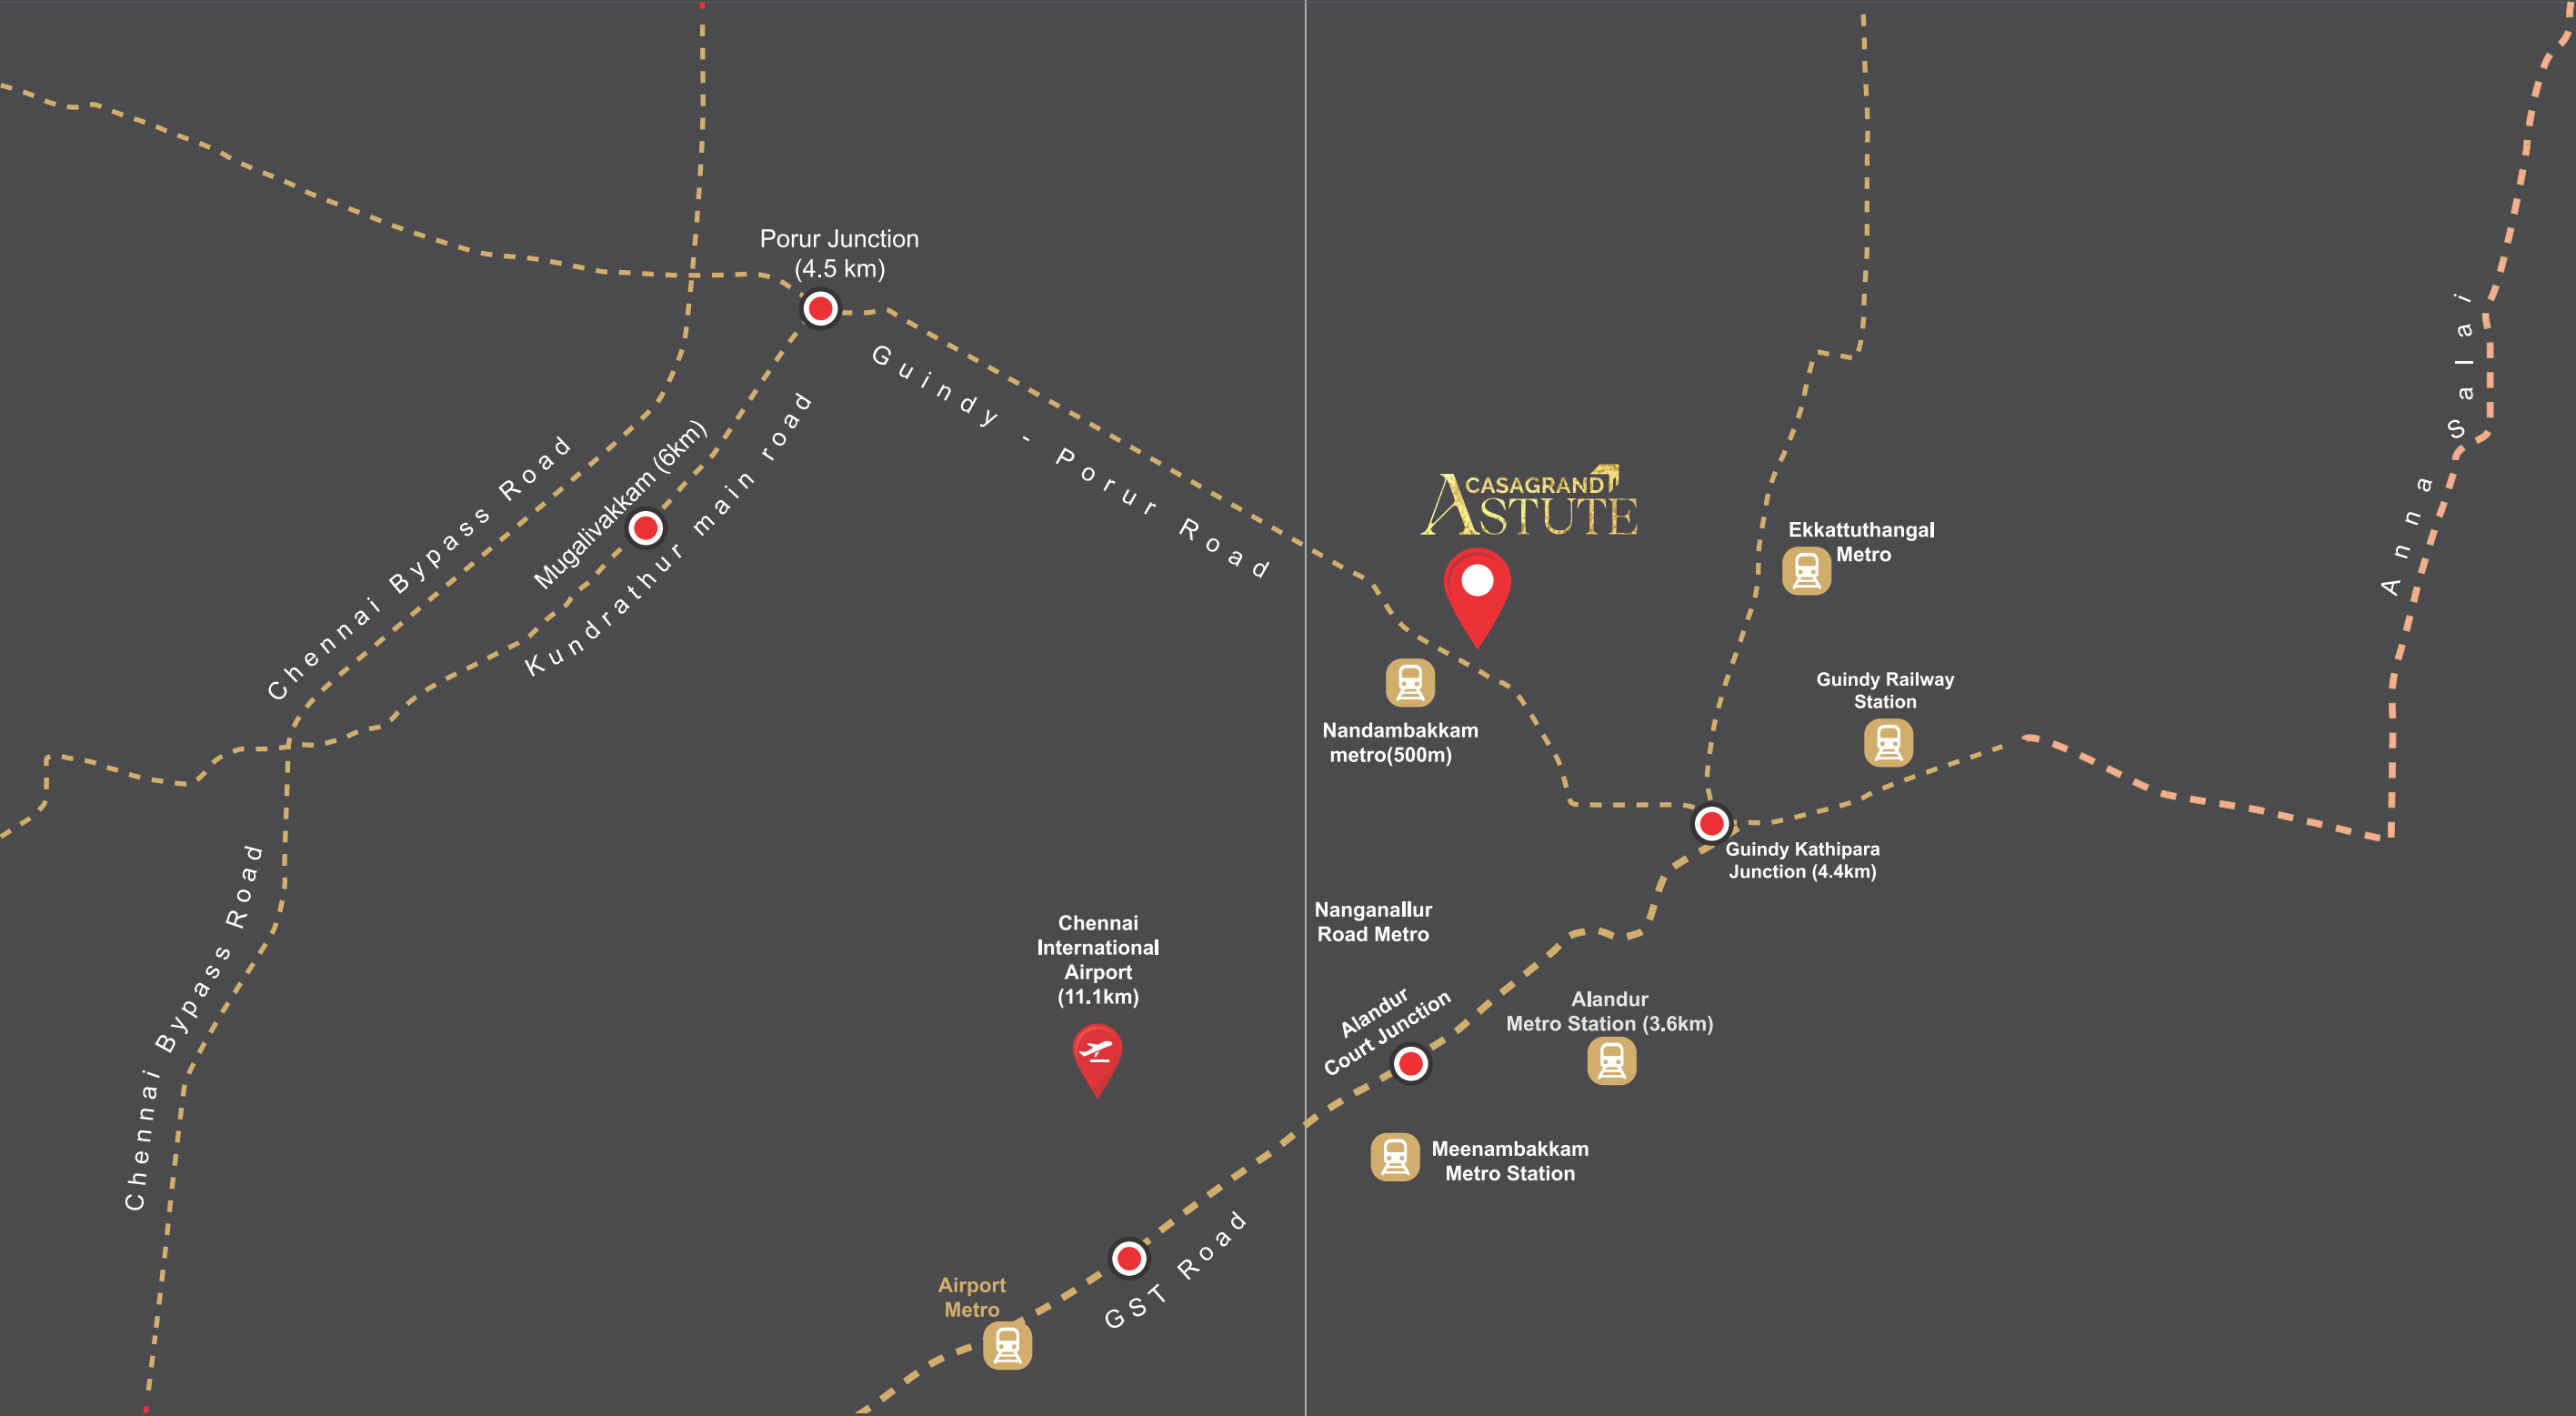 Porur Junction
(4.5 km)
Guindy - Porur Road
Chennai Bypass Road
Mugalivakkam (6km)
Kundrathur main road
CASAGRAND
ASTUTE
Ekkattuthangal
Metro
Anna Salai
Guindy Railway
Station
Nandambakkam
metro(500m)
Guindy Kathipara
Junction (4.4km)
Chennai Bypass Road
Chennai
International
Airport
(11.1km)
Nanganallur
Road Metro
Alandur
Court Junction
Alandur
Metro Station (3.6km)
Meenambakkam
Metro Station
GST Road
Airport
Metro